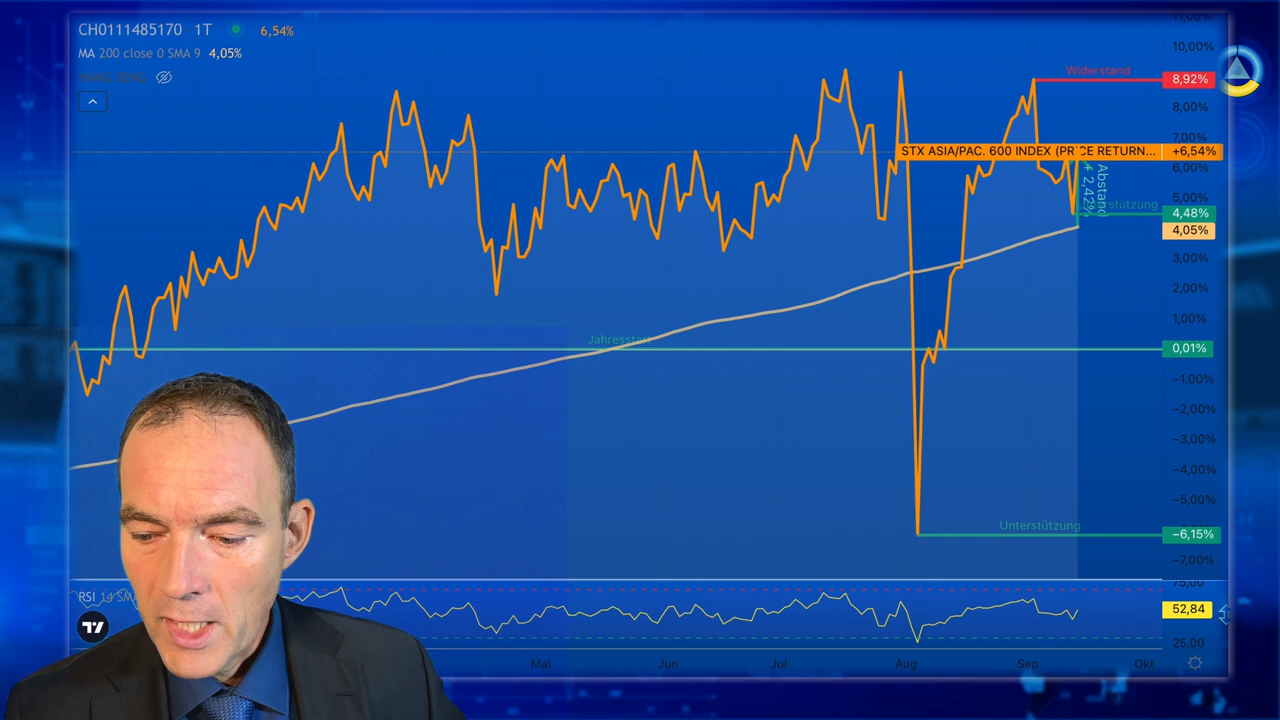 CH0111485170 1T 6,54%
MA 200 close 0 SMA 9 4,05%
11,00%
10,00%
Widerstand
8,92%
8,00%
7,00%
STX ASIA/PAC. 600 INDEX (PRICE RETURN... +6,54%
6,00%
Abstand
+ 2,42%
5,00%
4,48%
4,05%
3,00%
2,00%
1,00%
Jahresstart
0,01%
−1,00%
−2,00%
−3,00%
−4,00%
−5,00%
Unterstützung
−6,15%
−7,00%
75,00
RSI 14 SMA
52,84
25,00
Mai Jun Jul Aug Sep Okt